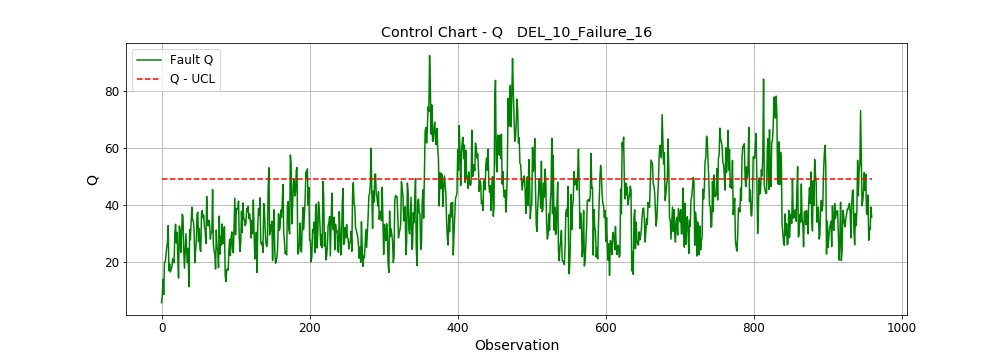 Control Chart - Q   DEL_10_Failure_16
Fault Q
Q - UCL
80
60
40
20
Q
0
200
400
600
800
1000
Observation